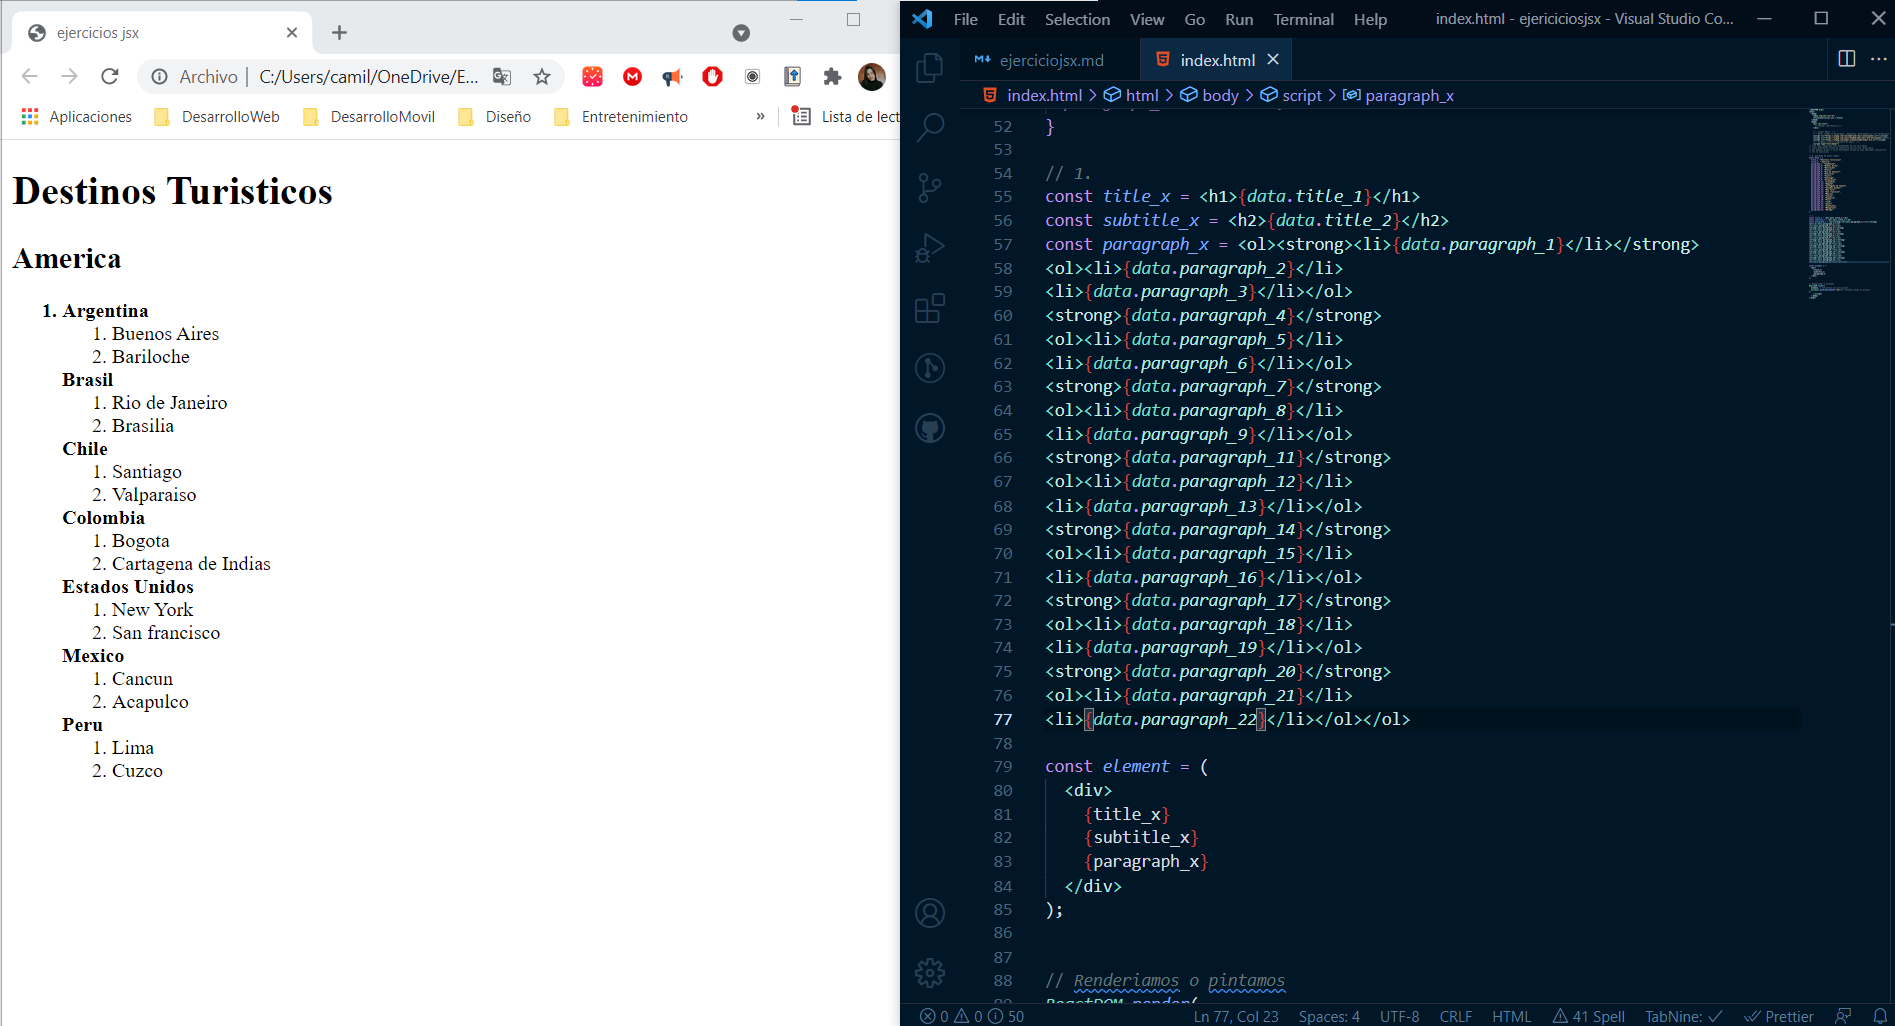 ejercicios jsx
Archivo | C:/Users/camil/OneDrive/E...
Aplicaciones DesarrolloWeb DesarrolloMovil Diseño Entretenimiento » Lista de lect
Destinos Turisticos
America
1. Argentina
1. Buenos Aires
2. Bariloche
Brasil
1. Rio de Janeiro
2. Brasilia
Chile
1. Santiago
2. Valparaiso
Colombia
1. Bogota
2. Cartagena de Indias
Estados Unidos
1. New York
2. San francisco
Mexico
1. Cancun
2. Acapulco
Peru
1. Lima
2. Cuzco
File Edit Selection View Go Run Terminal Help index.html - ejericiciosjsx - Visual Studio Co...
ejerciciojsx.md index.html
index.html > html > body > script > paragraph_x
52 }
53
54 // 1.
55 const title_x = <h1>{data.title_1}</h1>
56 const subtitle_x = <h2>{data.title_2}</h2>
57 const paragraph_x = <ol><strong><li>{data.paragraph_1}</li></strong>
58 <ol><li>{data.paragraph_2}</li>
59 <li>{data.paragraph_3}</li></ol>
60 <strong>{data.paragraph_4}</strong>
61 <ol><li>{data.paragraph_5}</li>
62 <li>{data.paragraph_6}</li></ol>
63 <strong>{data.paragraph_7}</strong>
64 <ol><li>{data.paragraph_8}</li>
65 <li>{data.paragraph_9}</li></ol>
66 <strong>{data.paragraph_11}</strong>
67 <ol><li>{data.paragraph_12}</li>
68 <li>{data.paragraph_13}</li></ol>
69 <strong>{data.paragraph_14}</strong>
70 <ol><li>{data.paragraph_15}</li>
71 <li>{data.paragraph_16}</li></ol>
72 <strong>{data.paragraph_17}</strong>
73 <ol><li>{data.paragraph_18}</li>
74 <li>{data.paragraph_19}</li></ol>
75 <strong>{data.paragraph_20}</strong>
76 <ol><li>{data.paragraph_21}</li>
77 <li>{data.paragraph_22}</li></ol></ol>
78
79 const element = (
80 <div>
81 {title_x}
82 {subtitle_x}
83 {paragraph_x}
84 </div>
85 );
86
87
88 // Renderiamos o pintamos
89 ReactDOM.render(
0 0 50 Ln 77, Col 23 Spaces: 4 UTF-8 CRLF HTML 41 Spell TabNine: Prettier